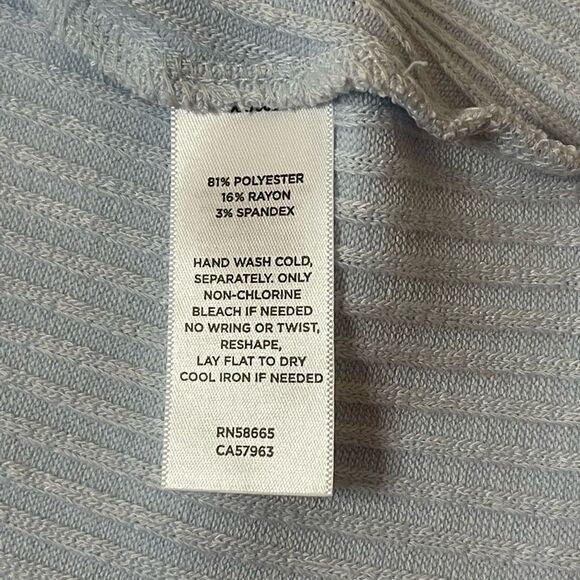 81% POLYESTER
16% RAYON
3% SPANDEX
HAND WASH COLD,
SEPARATELY. ONLY
NON-CHLORINE
BLEACH IF NEEDED
NO WRING OR TWIST,
RESHAPE,
LAY FLAT TO DRY
COOL IRON IF NEEDED
RN58665
CA57963